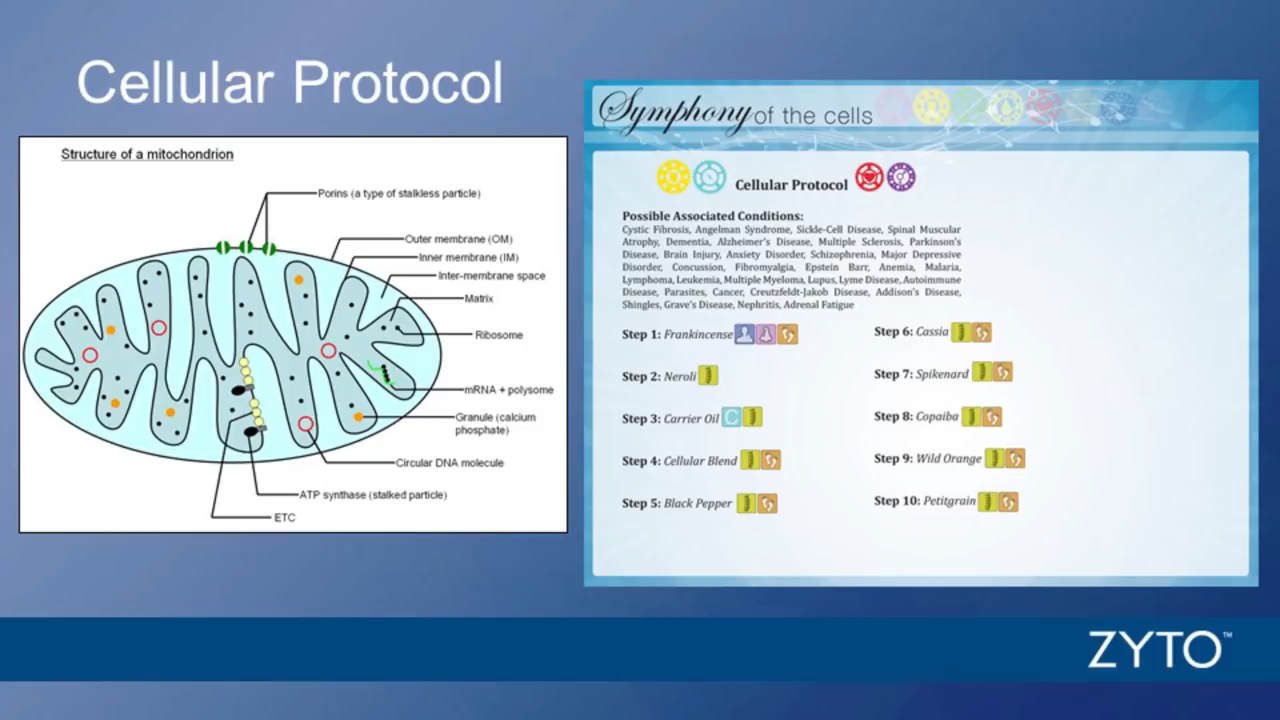 Cellular Protocol
Structure of a mitochondrion
Porins (a type of stalkless particle)
Outer membrane (OM)
Inner membrane (IM)
Inter-membrane space
Matrix
Ribosome
mRNA + polysome
Granule (calcium
phosphate)
Circular DNA molecule
ATP synthase (stalked particle)
ETC
Symphony of the cells
Cellular Protocol
Possible Associated Conditions:
Cystic Fibrosis, Angelman Syndrome, Sickle-Cell Disease, Spinal Muscular
Atrophy, Dementia, Alzheimer's Disease, Multiple Sclerosis, Parkinson's
Disease, Brain Injury, Anxiety Disorder, Schizophrenia, Major Depressive
Disorder, Concussion, Fibromyalgia, Epstein Barr, Anemia, Malaria,
Lymphoma, Leukemia, Multiple Myeloma, Lupus, Lyme Disease, Autoimmune
Disease, Parasites, Cancer, Creutzfeldt-Jakob Disease, Addison's Disease,
Shingles, Grave's Disease, Nephritis, Adrenal Fatigue
Step 1: Frankincense
Step 2: Neroli
Step 3: Carrier Oil C
Step 4: Cellular Blend
Step 5: Black Pepper
Step 6: Cassia
Step 7: Spikenard
Step 8: Copaiba
Step 9: Wild Orange
Step 10: Petitgrain
ZYTO™